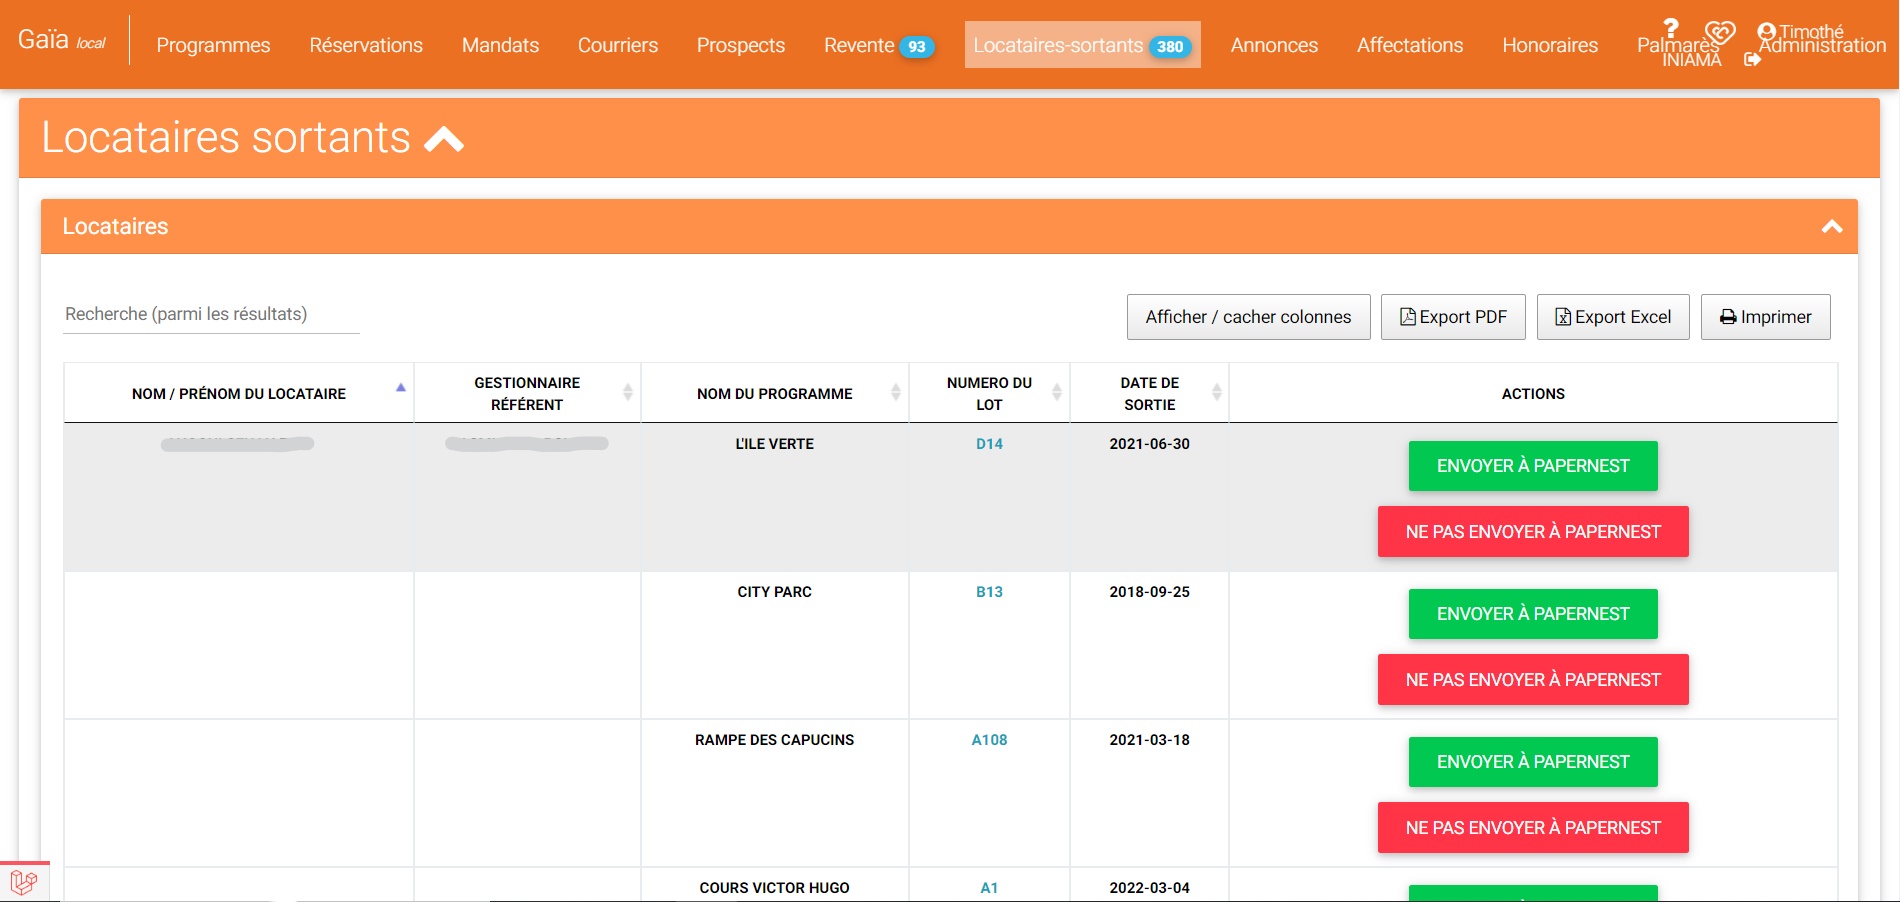 Gaïa local
Programmes Réservations Mandats Courriers Prospects Revente 93 Locataires-sortants 380 Annonces Affectations Honoraires Palmarès Administration
? Timothé
INIAMA
Locataires sortants
Locataires
Recherche (parmi les résultats)
Afficher / cacher colonnes Export PDF Export Excel Imprimer
NOM / PRÉNOM DU LOCATAIRE GESTIONNAIRE RÉFÉRENT NOM DU PROGRAMME NUMERO DU LOT DATE DE SORTIE ACTIONS
L'ILE VERTE D14 2021-06-30
ENVOYER À PAPERNEST
NE PAS ENVOYER À PAPERNEST
CITY PARC B13 2018-09-25
ENVOYER À PAPERNEST
NE PAS ENVOYER À PAPERNEST
RAMPE DES CAPUCINS A108 2021-03-18
ENVOYER À PAPERNEST
NE PAS ENVOYER À PAPERNEST
COURS VICTOR HUGO A1 2022-03-04